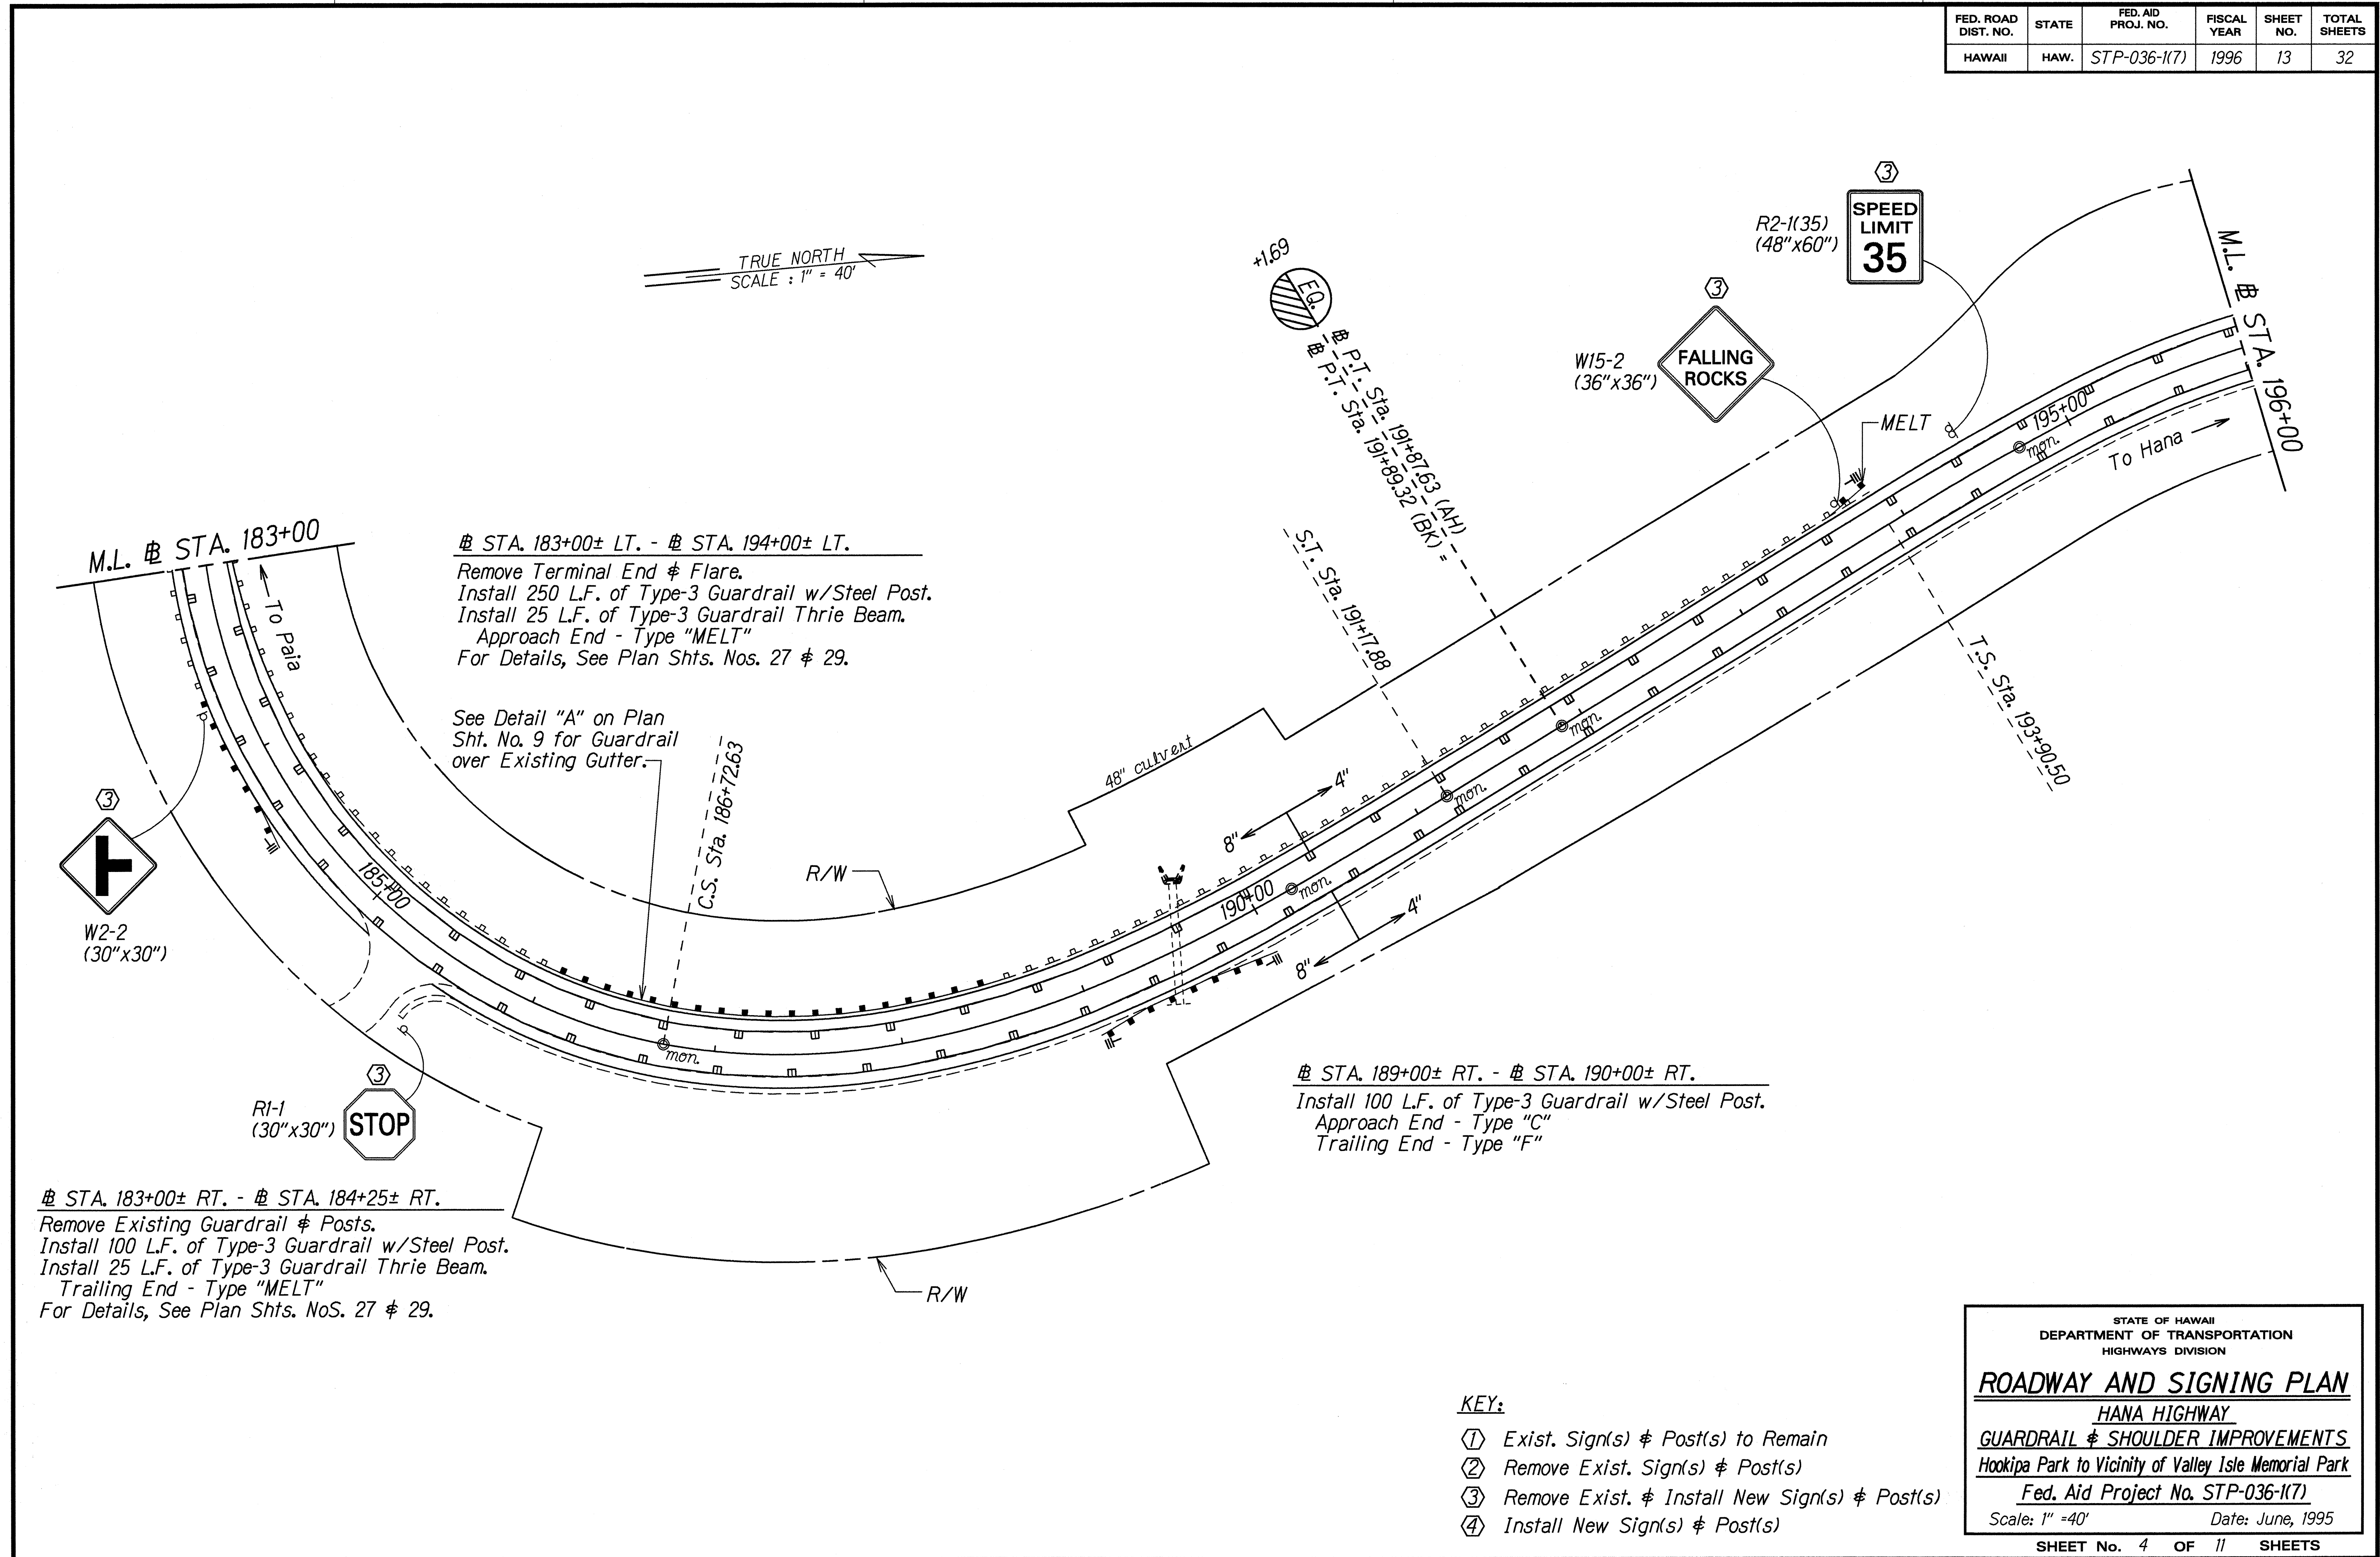 FED. ROAD DIST. NO. STATE FED. AID PROJ. NO. FISCAL YEAR SHEET NO. TOTAL SHEETS
HAWAII HAW. STP-036-1(7) 1996 13 32
TRUE NORTH
SCALE : 1" = 40'
+1.69
EQ.
℄ P.T. Sta. 191+87.63 (AH)
℄ P.T. Sta. 191+89.32 (BK) =
3
R2-1(35)
(48"x60")
SPEED
LIMIT
35
3
W15-2
(36"x36")
FALLING
ROCKS
MELT
M.L. ℄ STA. 196+00
195+00
mon.
To Hana
M.L. ℄ STA. 183+00
To Paia
℄ STA. 183+00± LT. - ℄ STA. 194+00± LT.
Remove Terminal End & Flare.
Install 250 L.F. of Type-3 Guardrail w/Steel Post.
Install 25 L.F. of Type-3 Guardrail Thrie Beam.
Approach End - Type "MELT"
For Details, See Plan Shts. Nos. 27 & 29.
See Detail "A" on Plan
Sht. No. 9 for Guardrail
over Existing Gutter.
C.S. Sta. 186+72.63
S.T. Sta. 191+17.88
T.S. Sta. 193+90.50
48" culvert
mon.
mon.
4"
8"
R/W
3
W2-2
(30"x30")
185+00
190+00
mon.
4"
8"
mon.
3
R1-1
(30"x30")
STOP
℄ STA. 189+00± RT. - ℄ STA. 190+00± RT.
Install 100 L.F. of Type-3 Guardrail w/Steel Post.
Approach End - Type "C"
Trailing End - Type "F"
℄ STA. 183+00± RT. - ℄ STA. 184+25± RT.
Remove Existing Guardrail & Posts.
Install 100 L.F. of Type-3 Guardrail w/Steel Post.
Install 25 L.F. of Type-3 Guardrail Thrie Beam.
Trailing End - Type "MELT"
For Details, See Plan Shts. NoS. 27 & 29.
R/W
KEY:
1 Exist. Sign(s) & Post(s) to Remain
2 Remove Exist. Sign(s) & Post(s)
3 Remove Exist. & Install New Sign(s) & Post(s)
4 Install New Sign(s) & Post(s)
STATE OF HAWAII
DEPARTMENT OF TRANSPORTATION
HIGHWAYS DIVISION
ROADWAY AND SIGNING PLAN
HANA HIGHWAY
GUARDRAIL & SHOULDER IMPROVEMENTS
Hookipa Park to Vicinity of Valley Isle Memorial Park
Fed. Aid Project No. STP-036-1(7)
Scale: 1" =40' Date: June, 1995
SHEET No. 4 OF 11 SHEETS